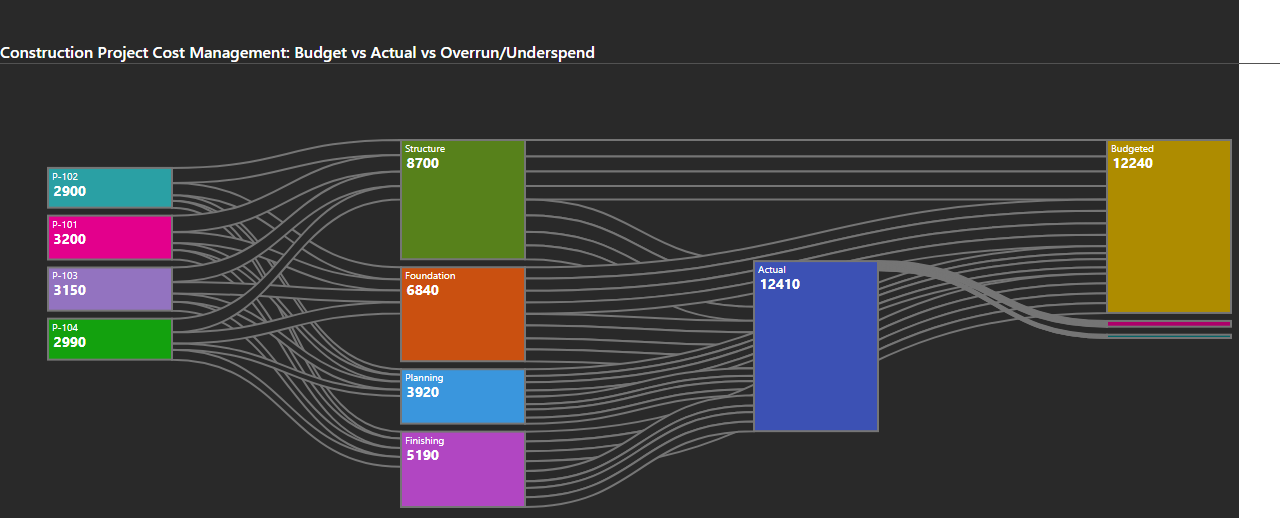 Construction Project Cost Management: Budget vs Actual vs Overrun/Underspend
P-102
2900
P-101
3200
P-103
3150
P-104
2990
Structure
8700
Foundation
6840
Planning
3920
Finishing
5190
Actual
12410
Budgeted
12240